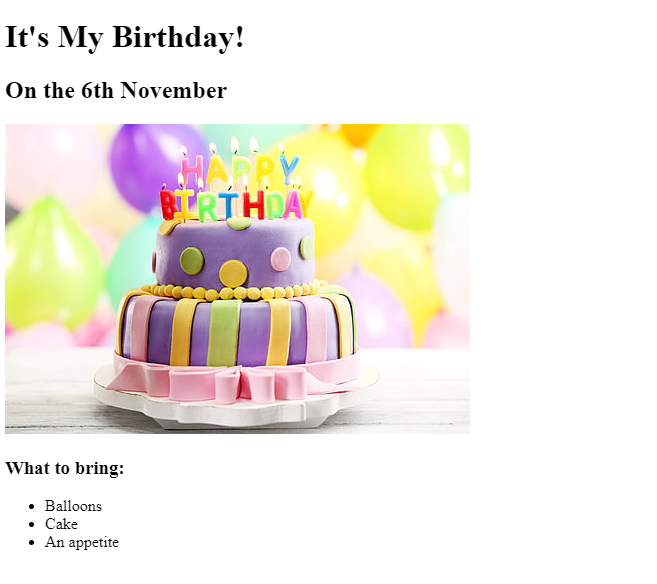 It's My Birthday!
On the 6th November
HAPPY
BIRTHDAY
What to bring:
Balloons
Cake
An appetite